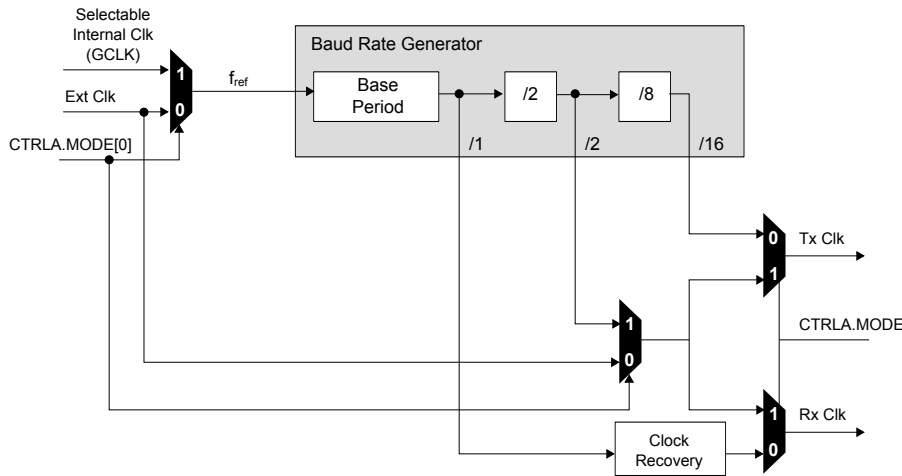 Selectable
Internal Clk
(GCLK)
Baud Rate Generator
1
0
fref
Base
Period
/2
/8
Ext Clk
CTRLA.MODE[0]
/1
/2
/16
0
1
Tx Clk
1
0
CTRLA.MODE
1
0
Rx Clk
Clock
Recovery